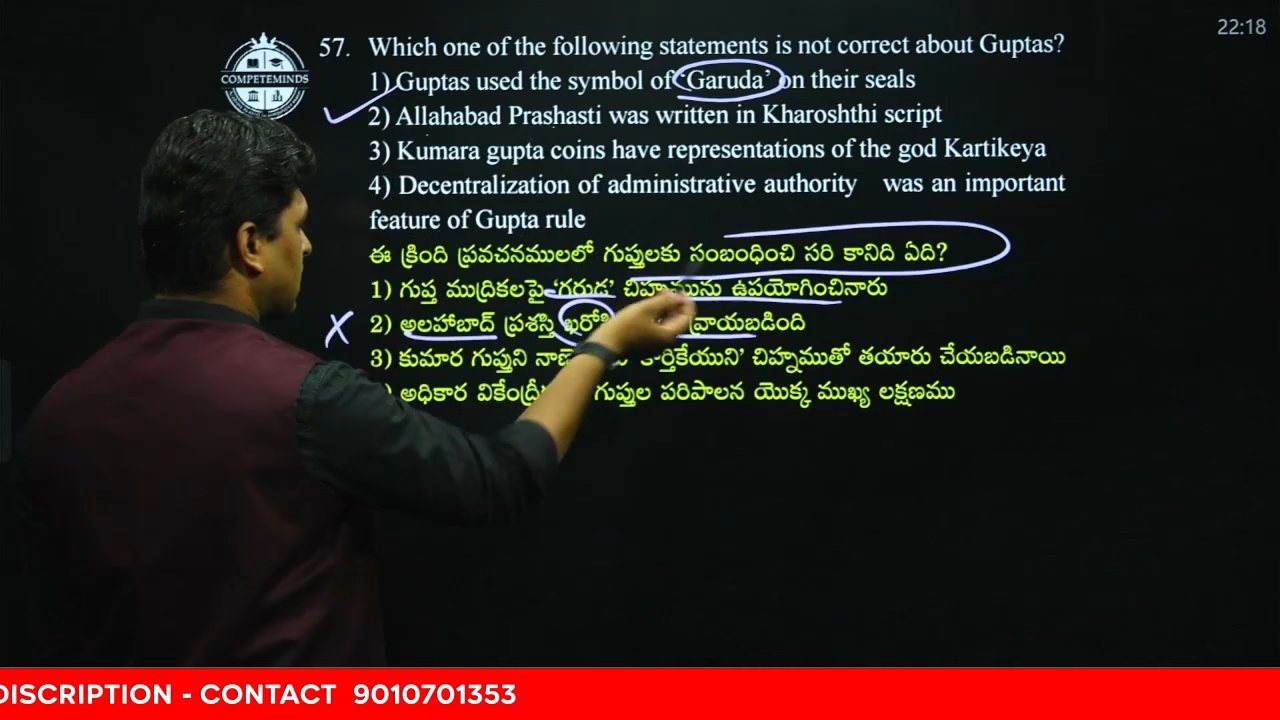 22:18
COMPETEMINDS
57. Which one of the following statements is not correct about Guptas?
1) Guptas used the symbol of 'Garuda' on their seals
2) Allahabad Prashasti was written in Kharoshthi script
3) Kumara gupta coins have representations of the god Kartikeya
4) Decentralization of administrative authority was an important
feature of Gupta rule
ఈ క్రింది ప్రవచనములలో గుప్తులకు సంబంధించి సరి కానిది ఏది?
1) గుప్త ముద్రికలపై 'గరుడ' చిహ్నమును ఉపయోగించినారు
2) అలహాబాద్ ప్రశస్తి వ్రాయబడింది
3) కుమార గుప్తుని చిహ్నముతో తయారు చేయబడినాయి
అధికార గుప్తుల పరిపాలన యొక్క ముఖ్య లక్షణము
DISCRIPTION - CONTACT 9010701353